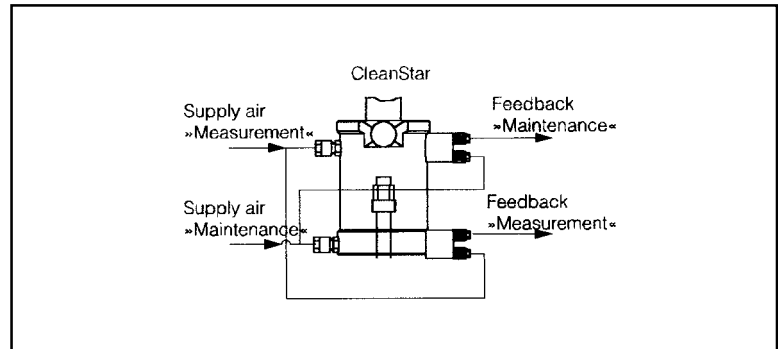 CleanStar
Supply air
»Measurement«
Feedback
»Maintenance«
Supply air
»Maintenance«
Feedback
»Measurement«